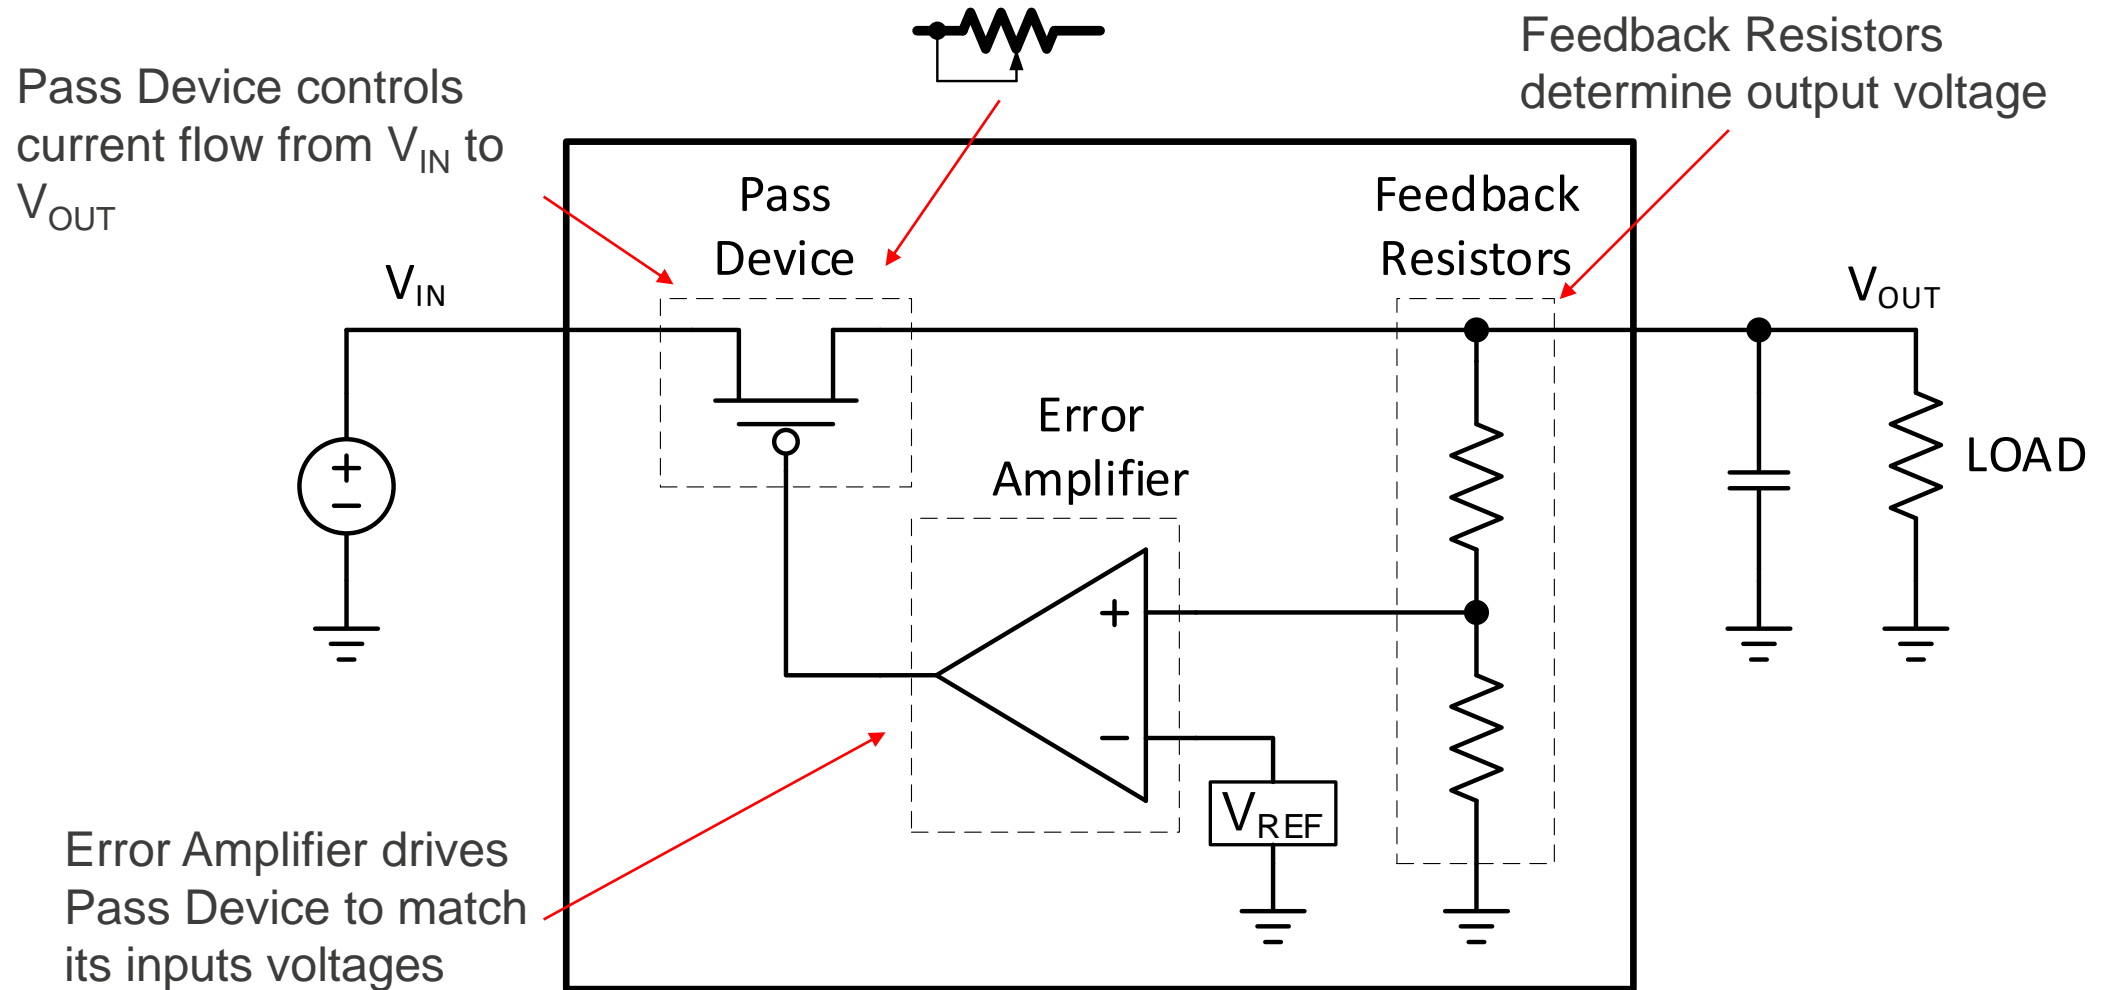 Feedback Resistors
determine output voltage
Pass Device controls
current flow from VIN to
VOUT
Pass
Device
Feedback
Resistors
VIN
VOUT
Error
Amplifier
LOAD
+
−
+
−
VREF
Error Amplifier drives
Pass Device to match
its inputs voltages